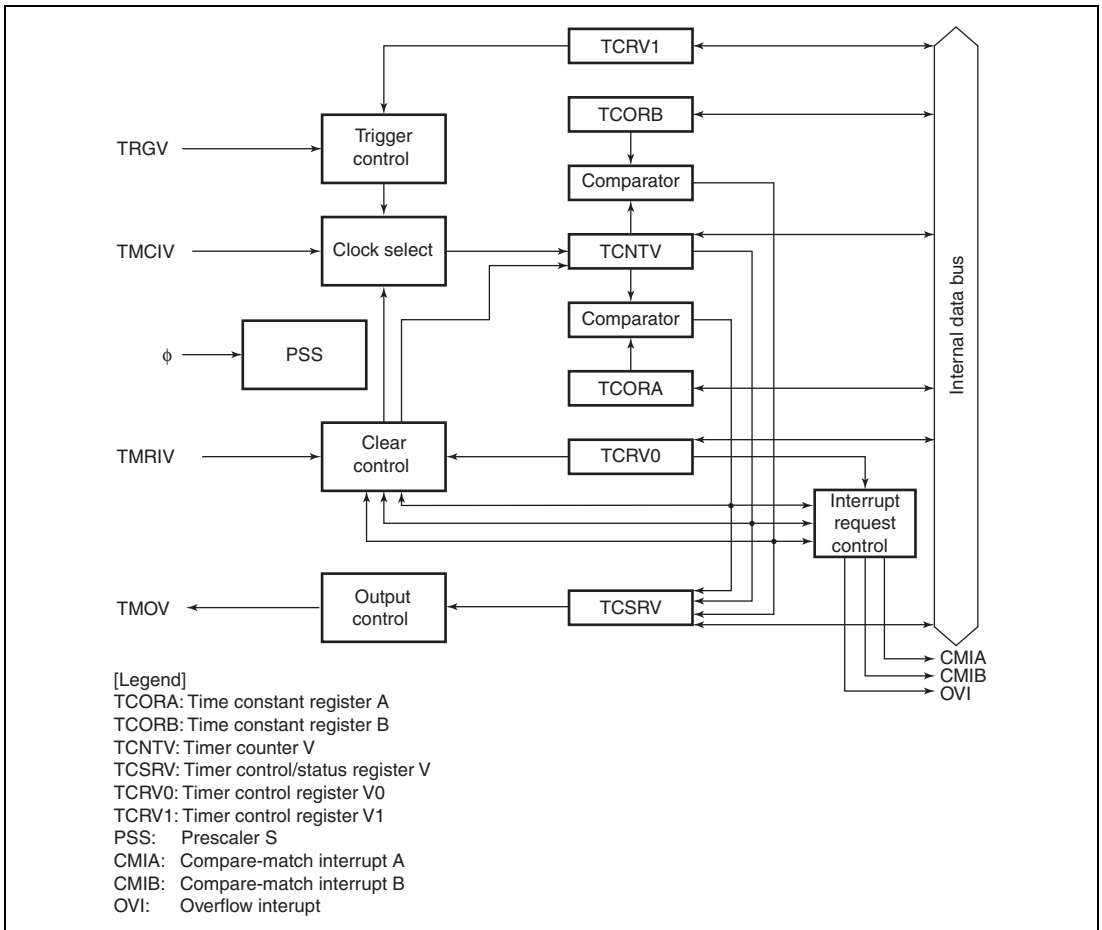 TCRV1
TCORB
Trigger
control
TRGV
Comparator
TMCIV
Clock select
TCNTV
Comparator
φ
PSS
TCORA
Internal data bus
Clear
control
TMRIV
TCRV0
Interrupt
request
control
Output
control
TMOV
TCSRV
CMIA
CMIB
OVI
[Legend]
TCORA: Time constant register A
TCORB: Time constant register B
TCNTV: Timer counter V
TCSRV: Timer control/status register V
TCRV0: Timer control register V0
TCRV1: Timer control register V1
PSS: Prescaler S
CMIA: Compare-match interrupt A
CMIB: Compare-match interrupt B
OVI: Overflow interupt